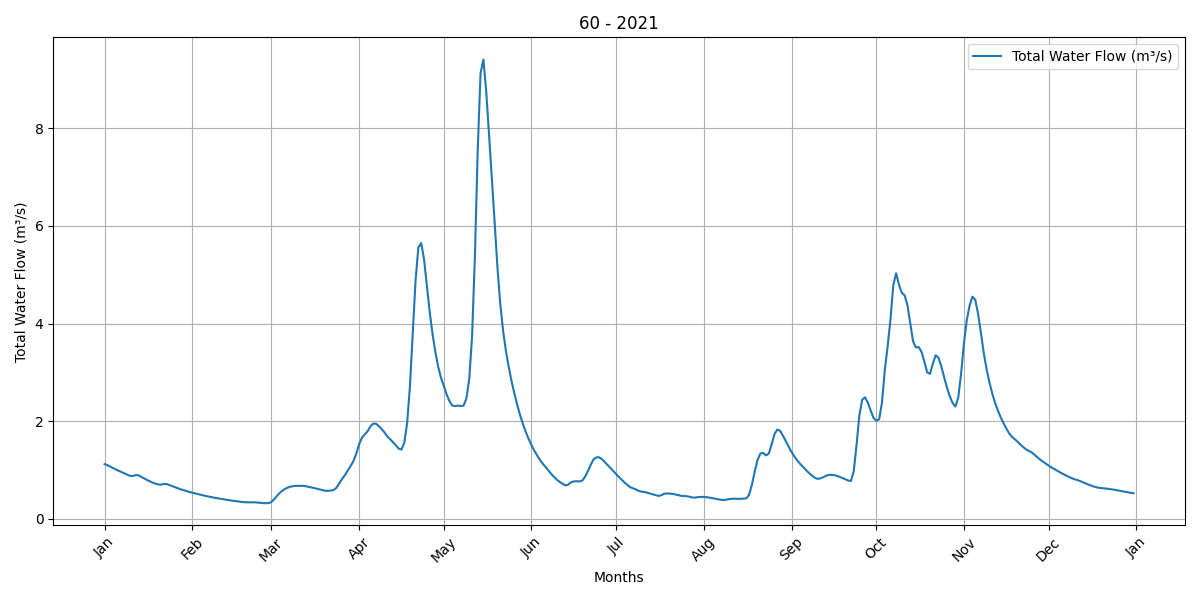 60 - 2021
Total Water Flow (m³/s)
Total Water Flow (m³/s)
8
6
4
2
0
Jan
Feb
Mar
Apr
May
Jun
Jul
Aug
Sep
Oct
Nov
Dec
Jan
Months